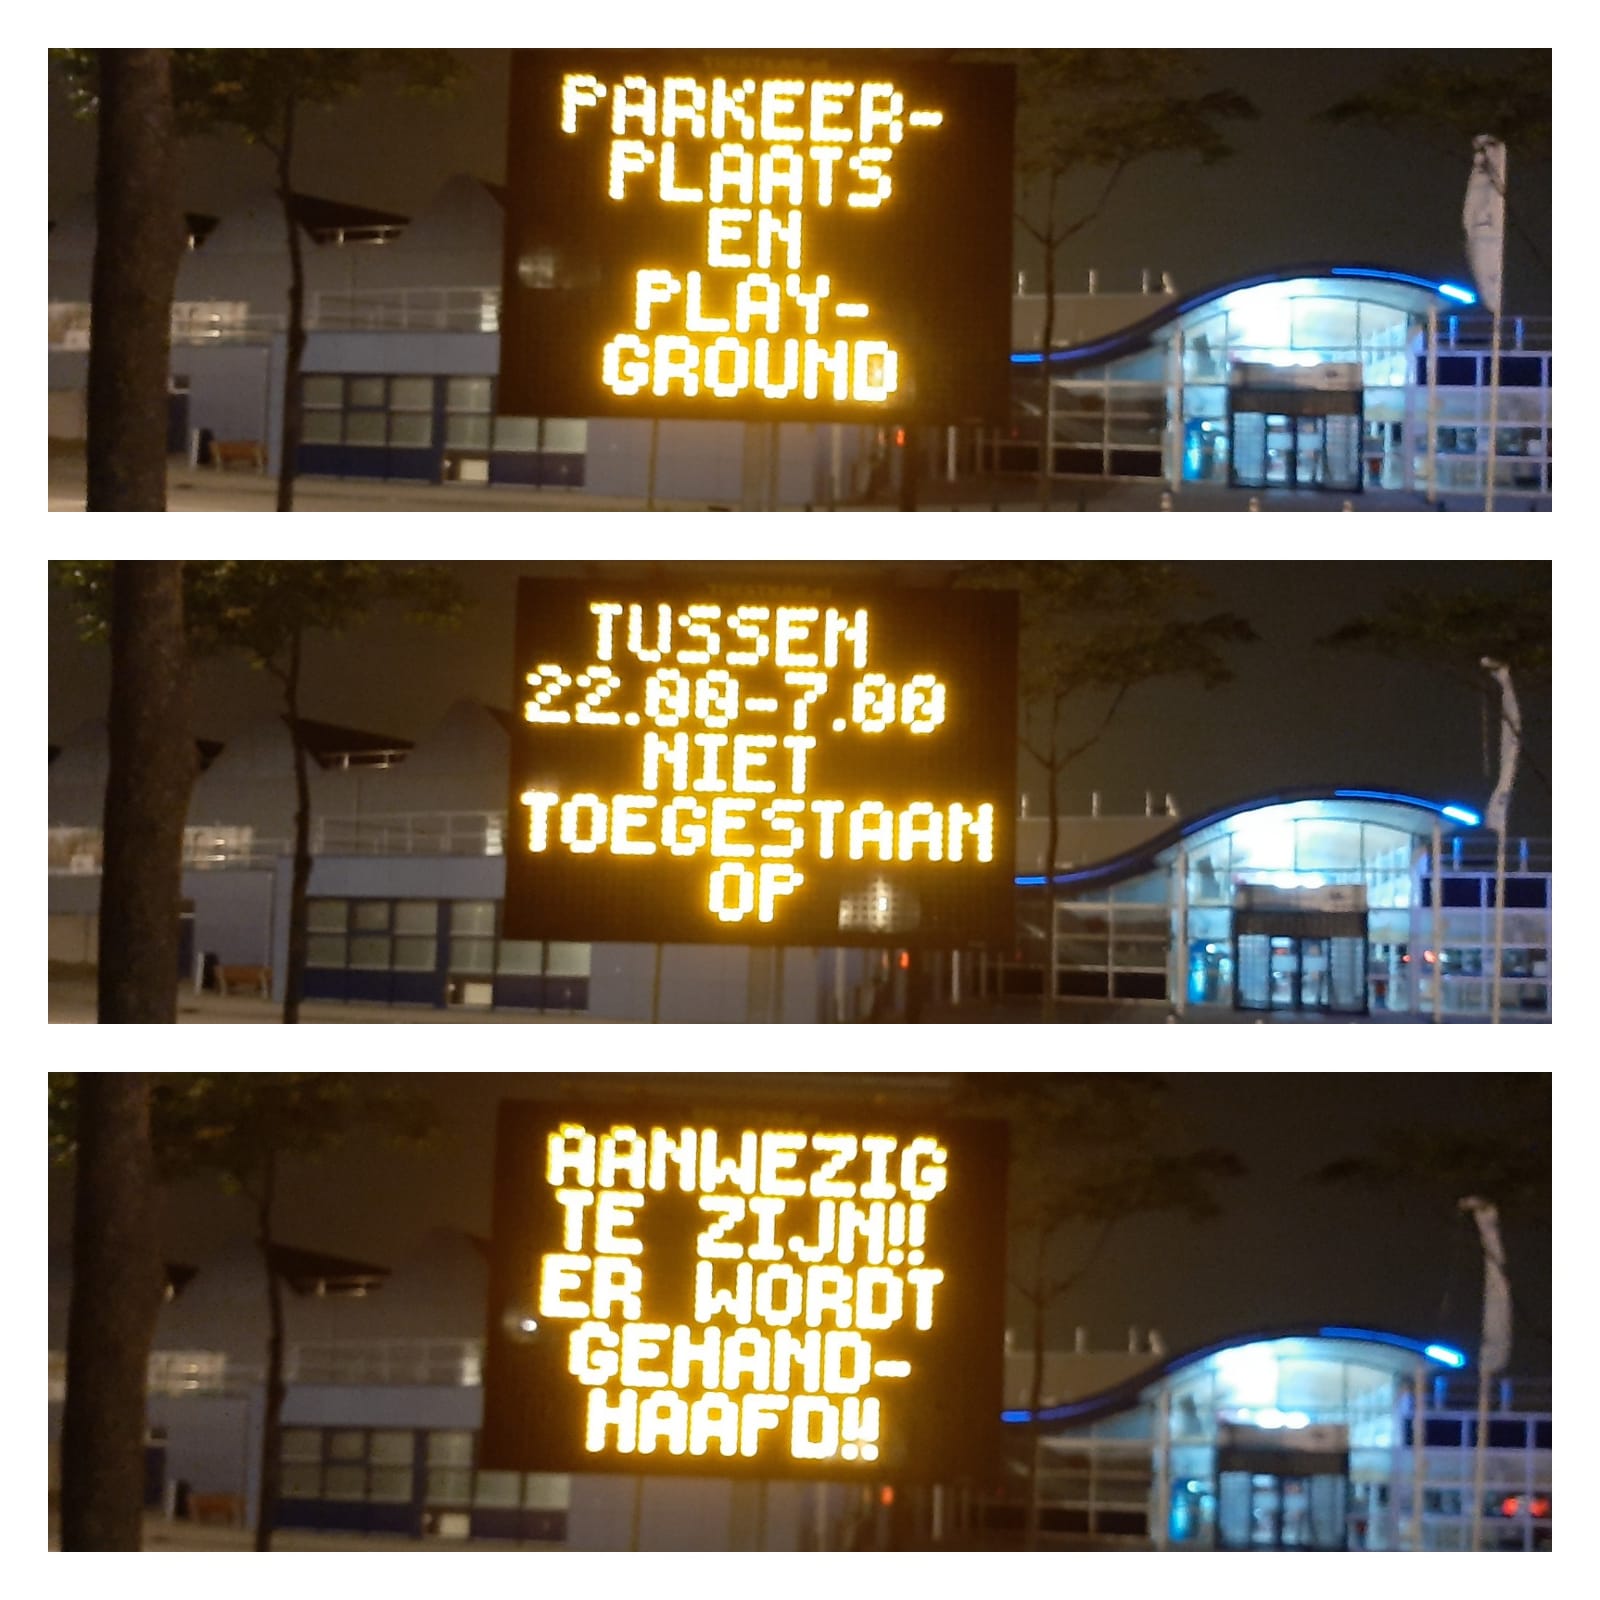 PARKEER-
PLAATS
EN
PLAY-
GROUND
TUSSEN
22.00-7.00
NIET
TOEGESTAAN
OP
AANWEZIG
TE ZIJN!!
ER WORDT
GEHAND-
HAAFD!!